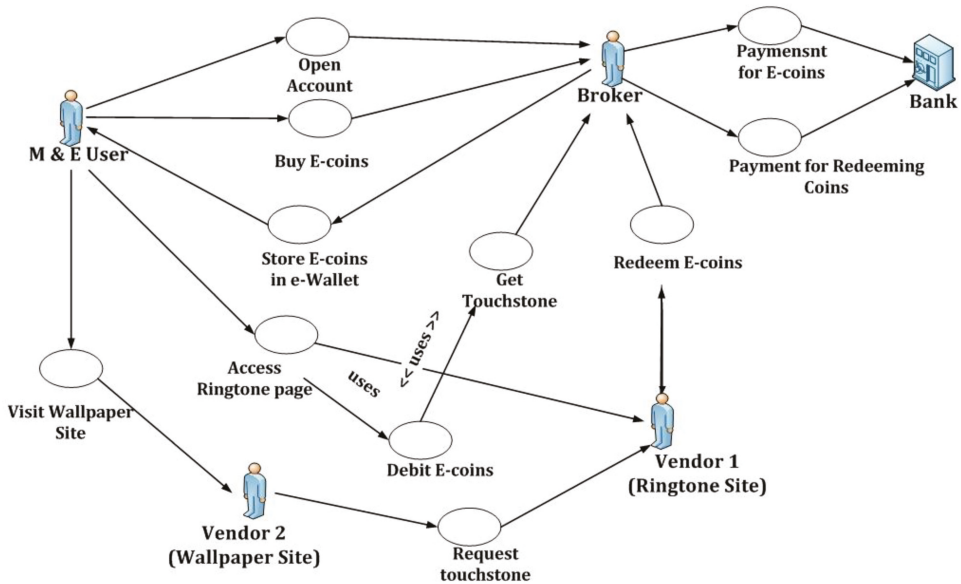 Open
Account
Broker
Paymensnt
for E-coins
Bank
M & E User
Buy E-coins
Payment for Redeeming
Coins
Store E-coins
in e-Wallet
Get
Touchstone
Redeem E-coins
Access
Ringtone page
uses
<< uses >>
Visit Wallpaper
Site
Debit E-coins
Vendor 1
(Ringtone Site)
Vendor 2
(Wallpaper Site)
Request
touchstone